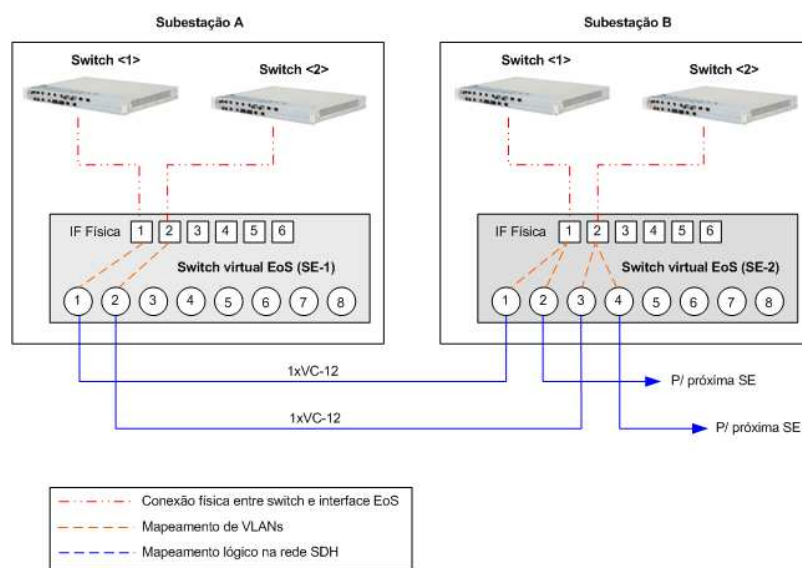 Subestação A
Subestação B
Switch <1>
Switch <2>
Switch <1>
Switch <2>
IF Física 1 2 3 4 5 6
IF Física 1 2 3 4 5 6
Switch virtual EoS (SE-1)
Switch virtual EoS (SE-2)
1 2 3 4 5 6 7 8
1 2 3 4 5 6 7 8
1xVC-12
P/ próxima SE
1xVC-12
P/ próxima SE
Conexão física entre switch e interface EoS
Mapeamento de VLANs
Mapeamento lógico na rede SDH